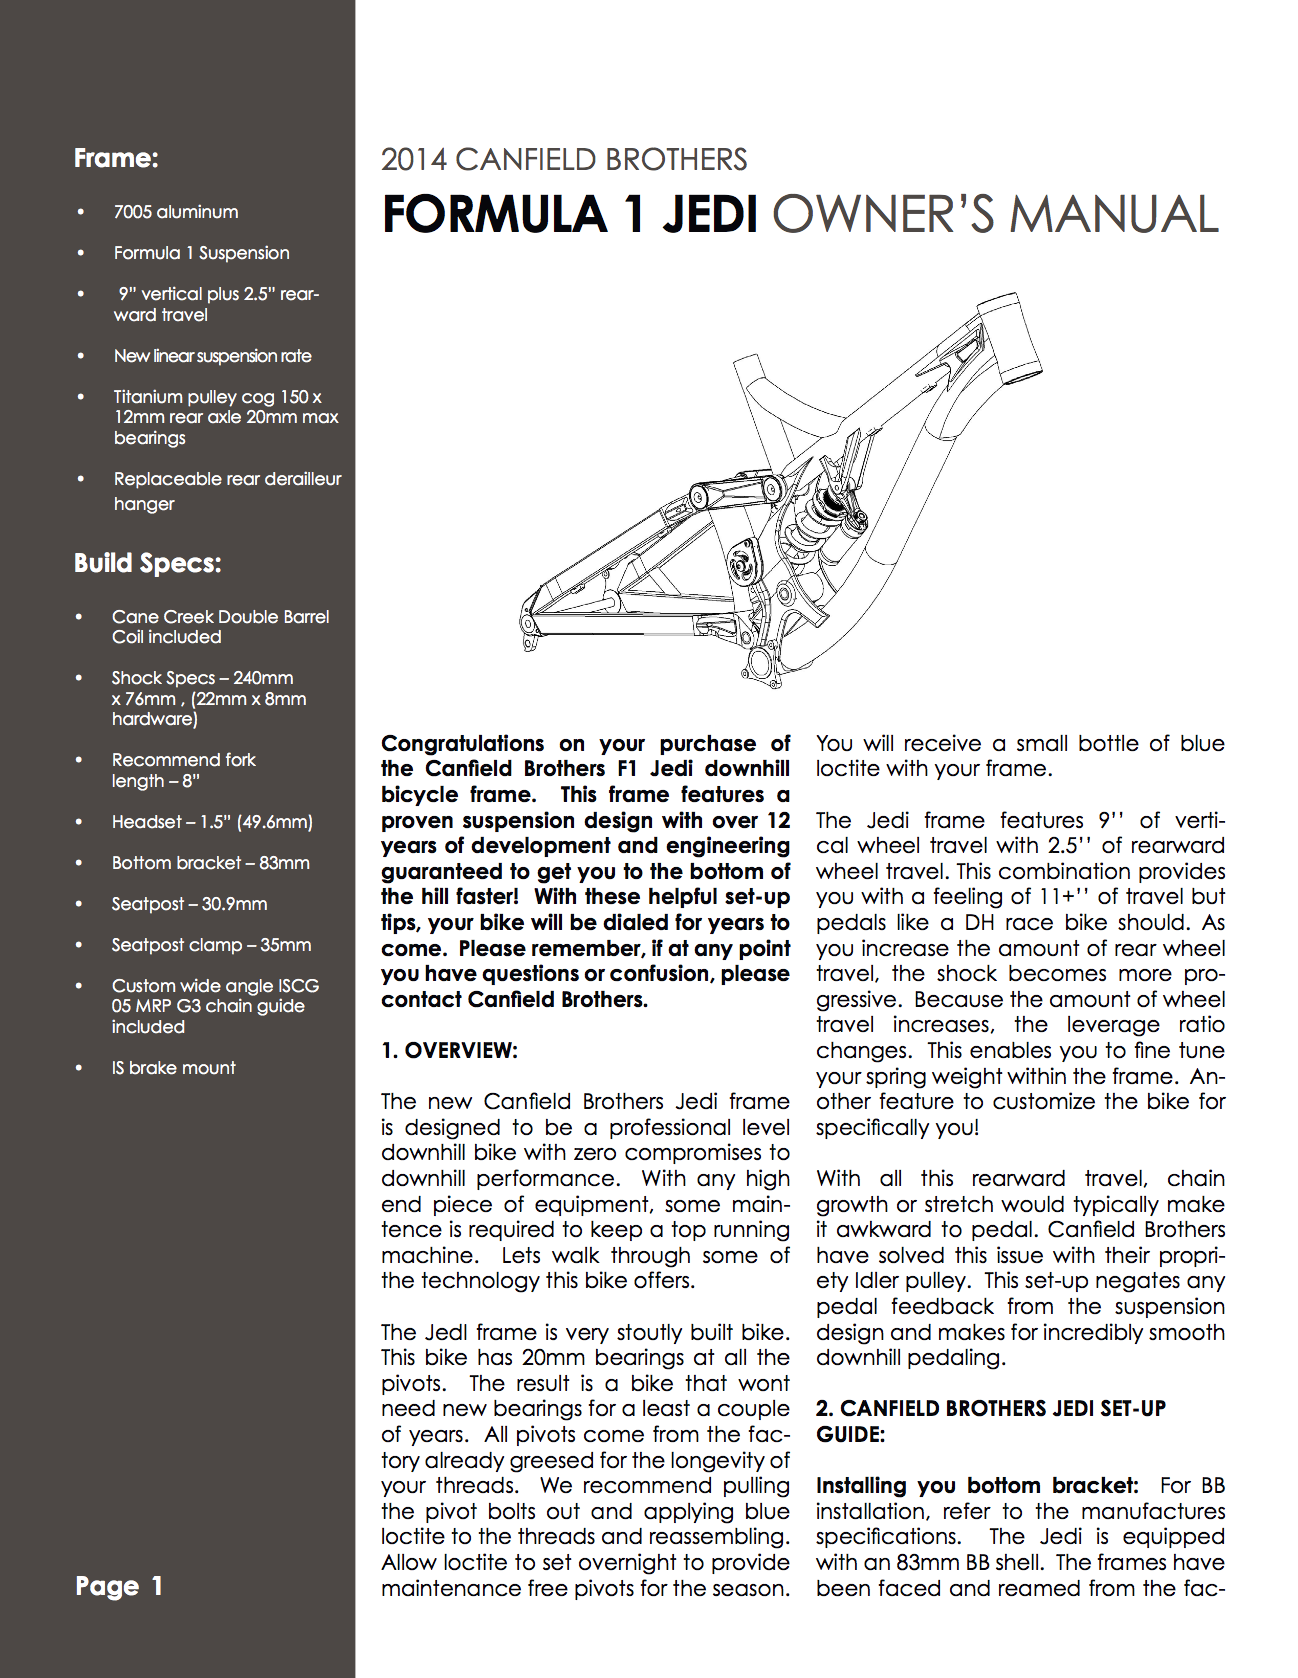 Frame:
• 7005 aluminum
• Formula 1 Suspension
• 9” vertical plus 2.5” rear-
ward travel
• New linear suspension rate
• Titanium pulley cog 150 x
12mm rear axle 20mm max
bearings
• Replaceable rear derailleur
hanger
Build Specs:
• Cane Creek Double Barrel
Coil included
• Shock Specs – 240mm
x 76mm , (22mm x 8mm
hardware)
• Recommend fork
length – 8”
• Headset – 1.5” (49.6mm)
• Bottom bracket – 83mm
• Seatpost – 30.9mm
• Seatpost clamp – 35mm
• Custom wide angle ISCG
05 MRP G3 chain guide
included
• IS brake mount
Page 1
2014 CANFIELD BROTHERS
FORMULA 1 JEDI OWNER’S MANUAL
Congratulations on your purchase of
the Canfield Brothers F1 Jedi downhill
bicycle frame. This frame features a
proven suspension design with over 12
years of development and engineering
guaranteed to get you to the bottom of
the hill faster! With these helpful set-up
tips, your bike will be dialed for years to
come. Please remember, if at any point
you have questions or confusion, please
contact Canfield Brothers.
1. OVERVIEW:
The new Canfield Brothers Jedi frame
is designed to be a professional level
downhill bike with zero compromises to
downhill performance. With any high
end piece of equipment, some main-
tence is required to keep a top running
machine. Lets walk through some of
the technology this bike offers.
The JedI frame is very stoutly built bike.
This bike has 20mm bearings at all the
pivots. The result is a bike that wont
need new bearings for a least a couple
of years. All pivots come from the fac-
tory already greesed for the longevity of
your threads. We recommend pulling
the pivot bolts out and applying blue
loctite to the threads and reassembling.
Allow loctite to set overnight to provide
maintenance free pivots for the season.
You will receive a small bottle of blue
loctite with your frame.
The Jedi frame features 9'' of verti-
cal wheel travel with 2.5'' of rearward
wheel travel. This combination provides
you with a feeling of 11+'' of travel but
pedals like a DH race bike should. As
you increase the amount of rear wheel
travel, the shock becomes more pro-
gressive. Because the amount of wheel
travel increases, the leverage ratio
changes. This enables you to fine tune
your spring weight within the frame. An-
other feature to customize the bike for
specifically you!
With all this rearward travel, chain
growth or stretch would typically make
it awkward to pedal. Canfield Brothers
have solved this issue with their propri-
ety Idler pulley. This set-up negates any
pedal feedback from the suspension
design and makes for incredibly smooth
downhill pedaling.
2. CANFIELD BROTHERS JEDI SET-UP
GUIDE:
Installing you bottom bracket: For BB
installation, refer to the manufactures
specifications. The Jedi is equipped
with an 83mm BB shell. The frames have
been faced and reamed from the fac-